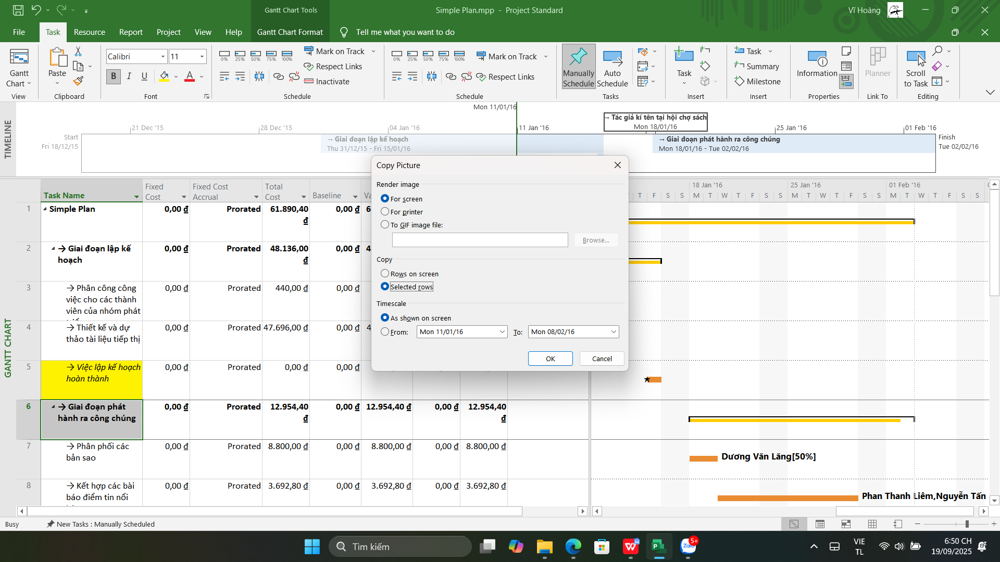 Gantt Chart Tools
Simple Plan.mpp - Project Standard
Vĩ Hoàng
File
Task
Resource
Report
Project
View
Help
Gantt Chart Format
Tell me what you want to do
Gantt
Chart
View
Paste
Clipboard
Calibri
11
B
I
U
A
Font
0%
25%
50%
75%
100%
Mark on Track
Respect Links
Inactivate
Schedule
0%
25%
50%
75%
100%
Mark on Track
Respect Links
Schedule
Manually
Schedule
Auto
Schedule
Tasks
Task
Insert
Task
Summary
Milestone
Insert
Information
Properties
Planner
Link To
Scroll
to Task
Editing
TIMELINE
Mon 11/01/16
21 Dec '15
28 Dec '15
04 Jan '16
11 Jan '16
25 Jan '16
01 Feb '16
→ Tác giả kí tên tại hội chợ sách
Mon 18/01/16
Start
Fri 18/12/15
→ Giai đoạn lập kế hoạch
Thu 31/12/15 - Fri 15/01/16
→ Giai đoạn phát hành ra công chúng
Mon 18/01/16 - Tue 02/02/16
Finish
Tue 02/02/16
GANTT CHART
Task Name
Fixed
Cost
Fixed Cost
Accrual
Total
Cost
Baseline
18 Jan '16
25 Jan '16
01 Feb '16
T F S S M T W T F S S M T W T F S S M T W T F S S
1
Simple Plan
0,00 ₫
Prorated
61.890,40
₫
0,00 ₫
2
→ Giai đoạn lập kế
hoạch
0,00 ₫
Prorated
48.136,00
₫
0,00 ₫
3
→ Phân công công
việc cho các thành
viên của nhóm phát
0,00 ₫
Prorated
440,00 ₫
0,00 ₫
4
→ Thiết kế và dự
thảo tài liệu tiếp thị
0,00 ₫
Prorated
47.696,00 ₫
0,00 ₫
5
→ Việc lập kế hoạch
hoàn thành
0,00 ₫
Prorated
0,00 ₫
0,00 ₫
6
→ Giai đoạn phát
hành ra công chúng
0,00 ₫
Prorated
12.954,40
₫
0,00 ₫
12.954,40 ₫
0,00 ₫
12.954,40
₫
7
→ Phân phối các
bản sao
0,00 ₫
Prorated
8.800,00 ₫
0,00 ₫
8.800,00 ₫
0,00 ₫
8.800,00 ₫
Dương Văn Lăng[50%]
8
→ Kết hợp các bài
báo điểm tin nổi
0,00 ₫
Prorated
3.692,80 ₫
0,00 ₫
3.692,80 ₫
0,00 ₫
3.692,80 ₫
Phan Thanh Liêm,Nguyễn Tấn
Copy Picture
Render image
For screen
For printer
To GIF image file:
Browse...
Copy
Rows on screen
Selected rows
Timescale
As shown on screen
From:
Mon 11/01/16
To:
Mon 08/02/16
OK
Cancel
Busy
New Tasks : Manually Scheduled
Tìm kiếm
Zalo
5+
VIE
TL
6:50 CH
19/09/2025